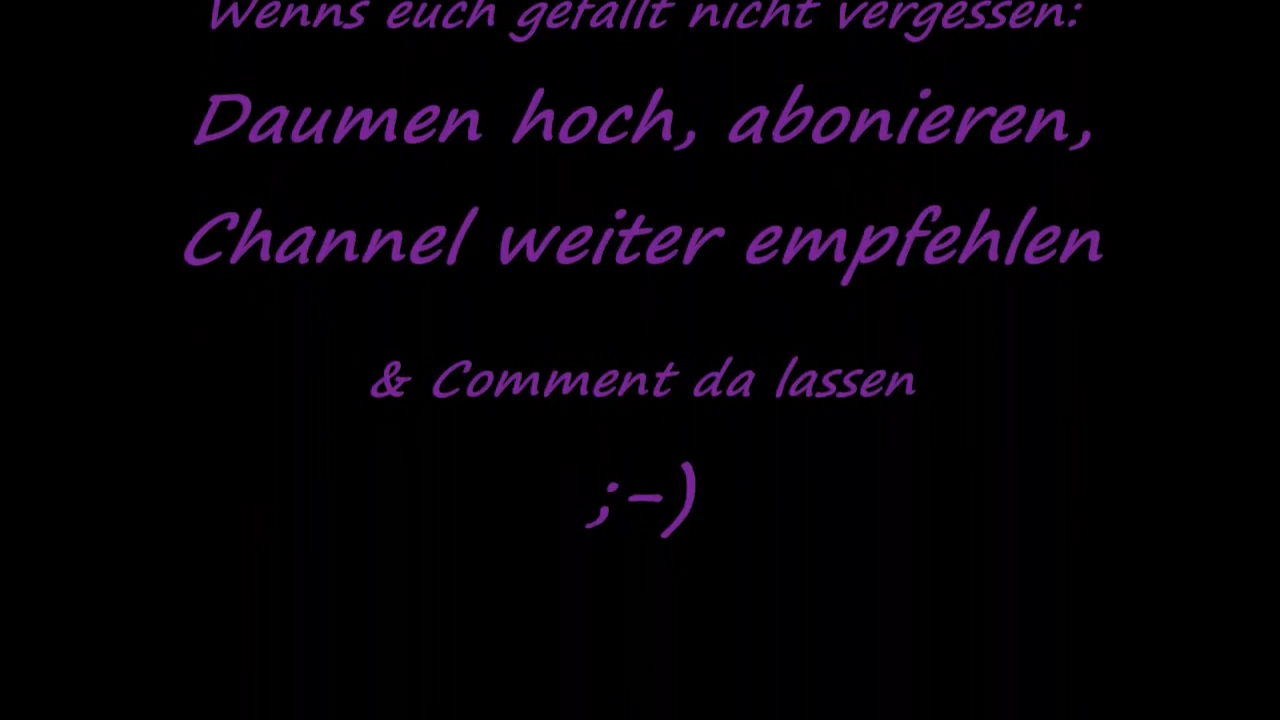 Wenns euch gefällt nicht vergessen:
Daumen hoch, abonieren,
Channel weiter empfehlen
& Comment da lassen
;-)